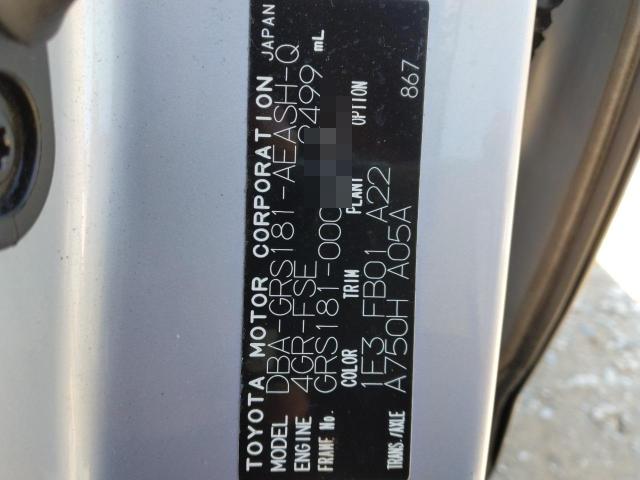 TOYOTA MOTOR CORPORATION JAPAN
MODEL DBA-GRS181-AEASH-Q
ENGINE 4GR-FSE 2499 mL
FRAME No. GRS181-000
COLOR TRIM PLANT OPTION
1E3 FB01 A22
TRANS./AXLE A750H A05A 867